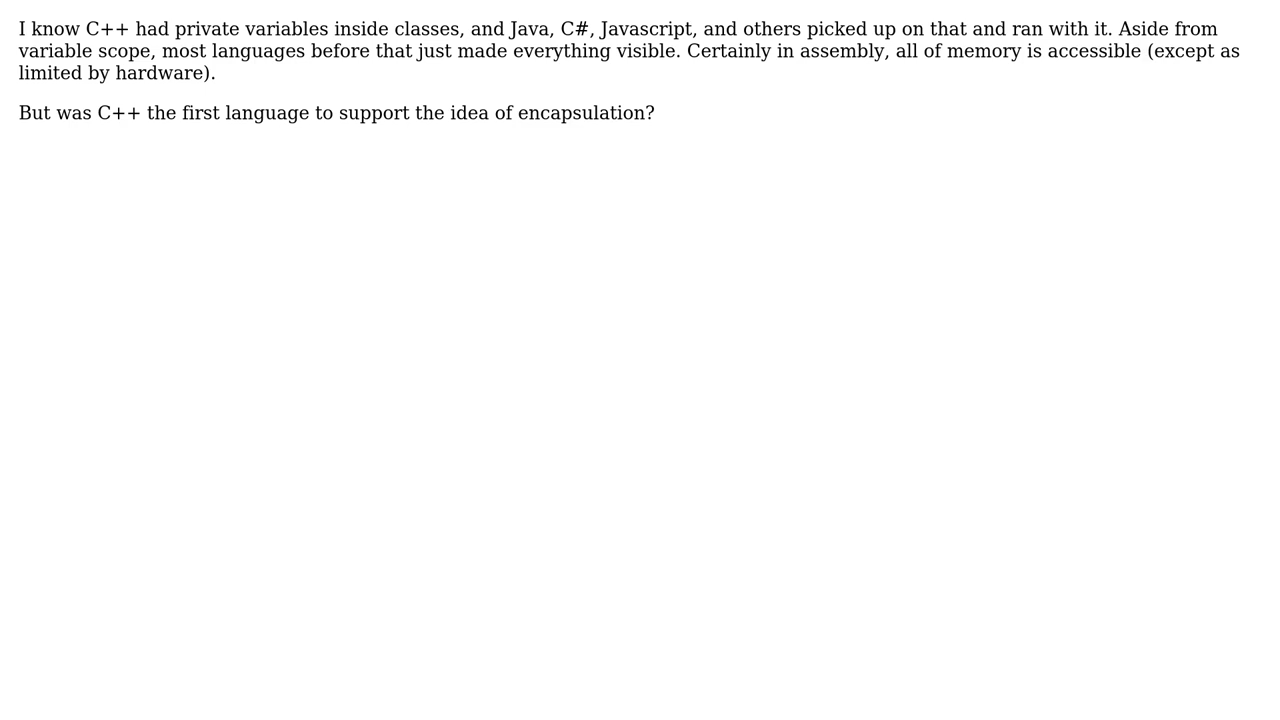 I know C++ had private variables inside classes, and Java, C#, Javascript, and others picked up on that and ran with it. Aside from
variable scope, most languages before that just made everything visible. Certainly in assembly, all of memory is accessible (except as
limited by hardware).
But was C++ the first language to support the idea of encapsulation?